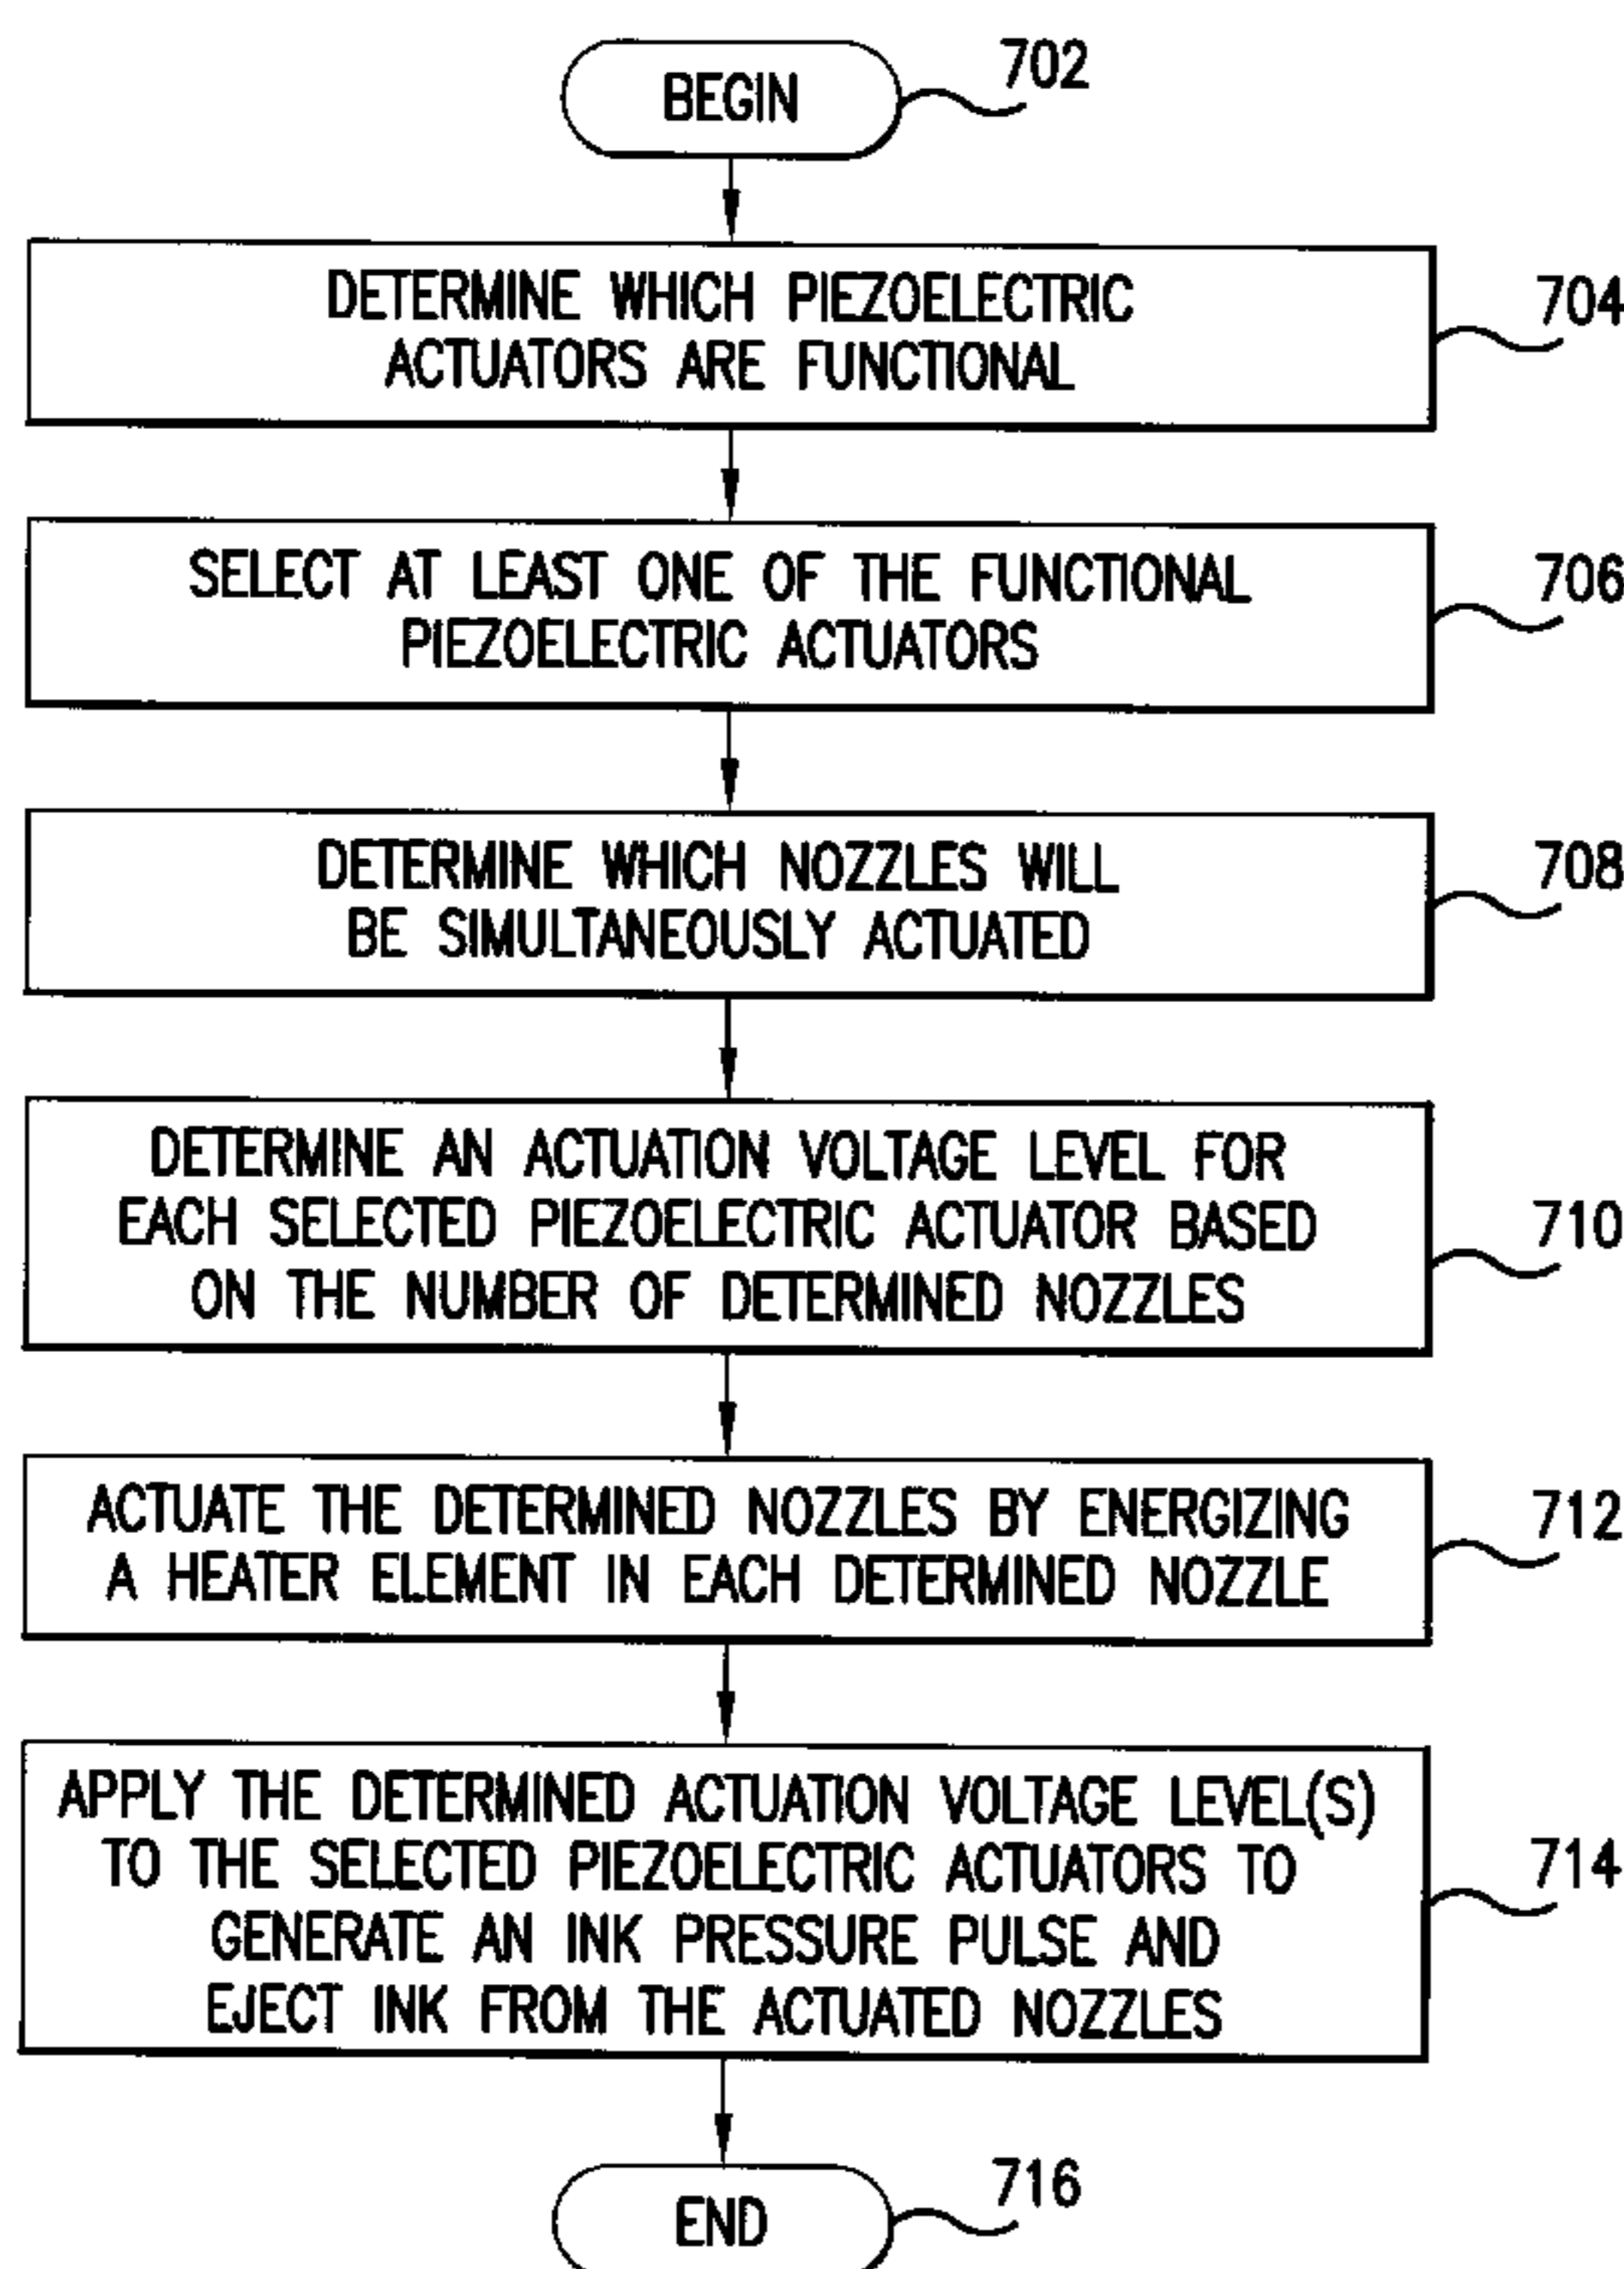 BEGIN
702
DETERMINE WHICH PIEZOELECTRIC
ACTUATORS ARE FUNCTIONAL
704
SELECT AT LEAST ONE OF THE FUNCTIONAL
PIEZOELECTRIC ACTUATORS
706
DETERMINE WHICH NOZZLES WILL
BE SIMULTANEOUSLY ACTUATED
708
DETERMINE AN ACTUATION VOLTAGE LEVEL FOR
EACH SELECTED PIEZOELECTRIC ACTUATOR BASED
ON THE NUMBER OF DETERMINED NOZZLES
710
ACTUATE THE DETERMINED NOZZLES BY ENERGIZING
A HEATER ELEMENT IN EACH DETERMINED NOZZLE
712
APPLY THE DETERMINED ACTUATION VOLTAGE LEVEL(S)
TO THE SELECTED PIEZOELECTRIC ACTUATORS TO
GENERATE AN INK PRESSURE PULSE AND
EJECT INK FROM THE ACTUATED NOZZLES
714
END
716